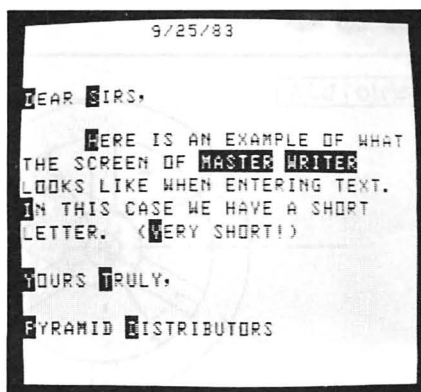 9/25/83
DEAR SIRS,
HERE IS AN EXAMPLE OF WHAT
THE SCREEN OF MASTER WRITER
LOOKS LIKE WHEN ENTERING TEXT.
IN THIS CASE WE HAVE A SHORT
LETTER. (VERY SHORT!)
YOURS TRULY,
PYRAMID DISTRIBUTORS